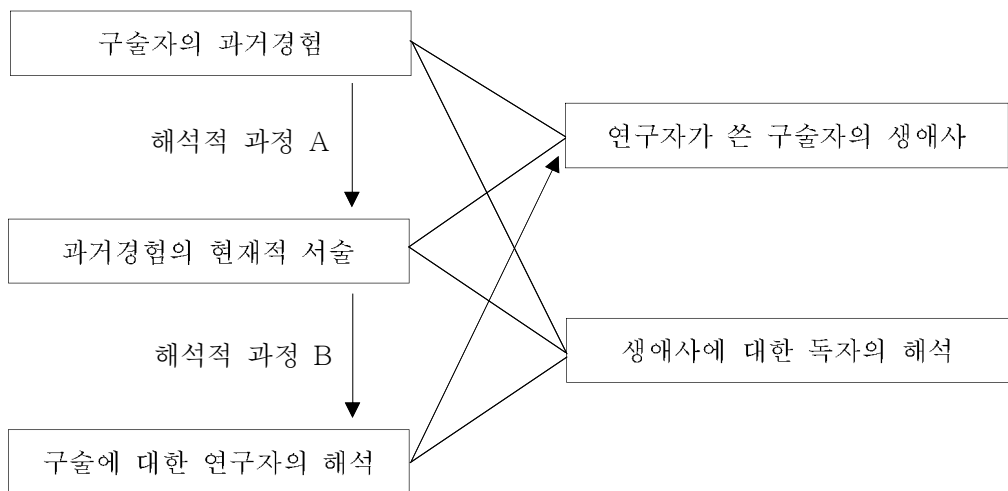 구술자의 과거경험
해석적 과정 A
연구자가 쓴 구술자의 생애사
과거경험의 현재적 서술
해석적 과정 B
생애사에 대한 독자의 해석
구술에 대한 연구자의 해석